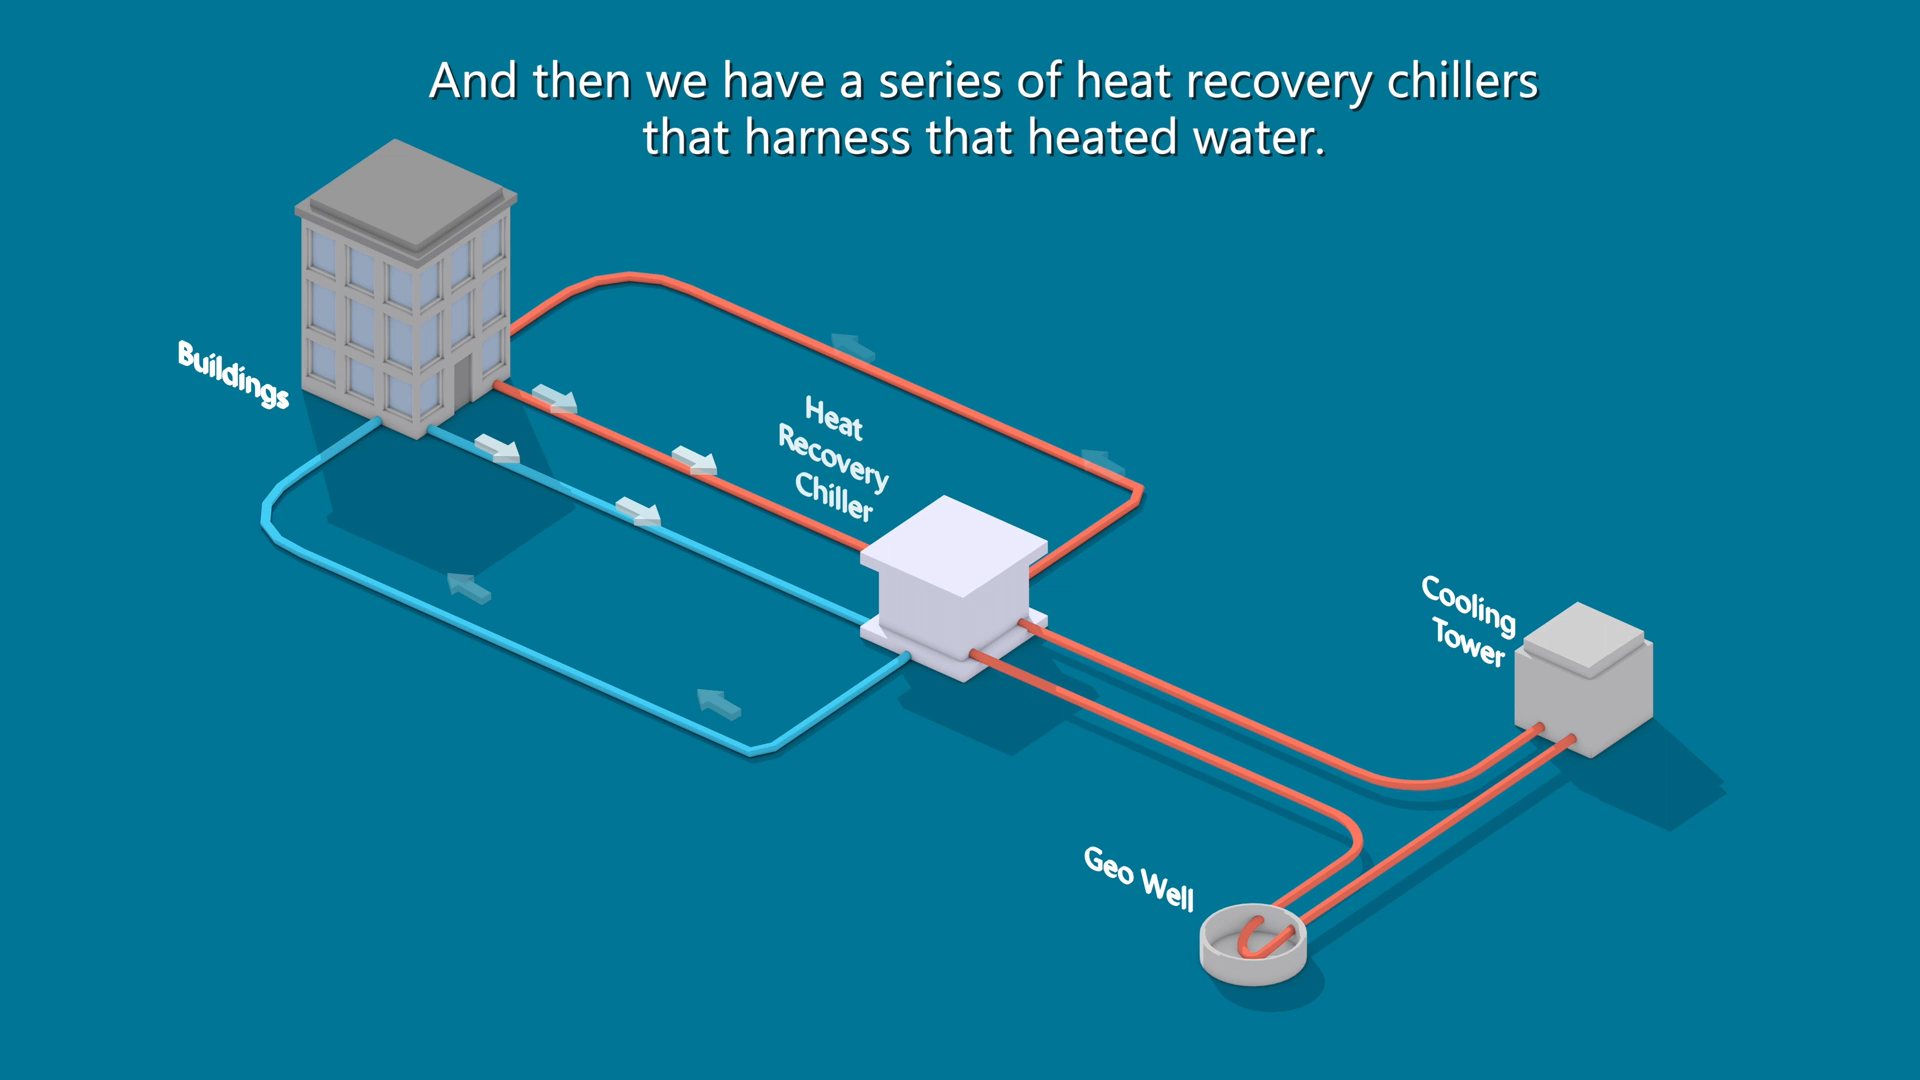 And then we have a series of heat recovery chillers
that harness that heated water.
Buildings
Heat
Recovery
Chiller
Cooling
Tower
Geo Well